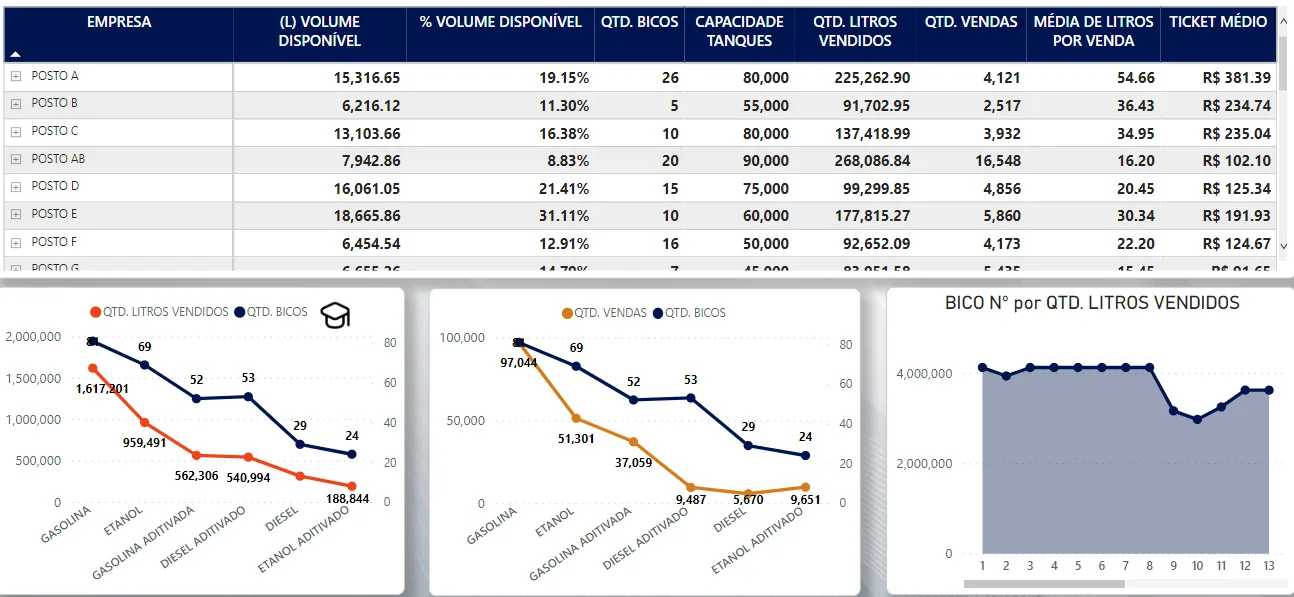 EMPRESA (L) VOLUME DISPONÍVEL % VOLUME DISPONÍVEL QTD. BICOS CAPACIDADE TANQUES QTD. LITROS VENDIDOS QTD. VENDAS MÉDIA DE LITROS POR VENDA TICKET MÉDIO
POSTO A 15,316.65 19.15% 26 80,000 225,262.90 4,121 54.66 R$ 381.39
POSTO B 6,216.12 11.30% 5 55,000 91,702.95 2,517 36.43 R$ 234.74
POSTO C 13,103.66 16.38% 10 80,000 137,418.99 3,932 34.95 R$ 235.04
POSTO AB 7,942.86 8.83% 20 90,000 268,086.84 16,548 16.20 R$ 102.10
POSTO D 16,061.05 21.41% 15 75,000 99,299.85 4,856 20.45 R$ 125.34
POSTO E 18,665.86 31.11% 10 60,000 177,815.27 5,860 30.34 R$ 191.93
POSTO F 6,454.54 12.91% 16 50,000 92,652.09 4,173 22.20 R$ 124.67
POSTO G
QTD. LITROS VENDIDOS QTD. BICOS
2,000,000
1,500,000
1,000,000
500,000
0
69
52
53
29
24
1,617,201
959,491
562,306
540,994
188,844
80
60
40
20
0
GASOLINA
ETANOL
GASOLINA ADITIVADA
DIESEL ADITIVADO
DIESEL
ETANOL ADITIVADO
QTD. VENDAS QTD. BICOS
100,000
50,000
0
69
52
53
29
24
97,044
51,301
37,059
9,487
5,670
9,651
80
60
40
20
0
GASOLINA
ETANOL
GASOLINA ADITIVADA
DIESEL ADITIVADO
DIESEL
ETANOL ADITIVADO
BICO Nº por QTD. LITROS VENDIDOS
4,000,000
2,000,000
0
1 2 3 4 5 6 7 8 9 10 11 12 13